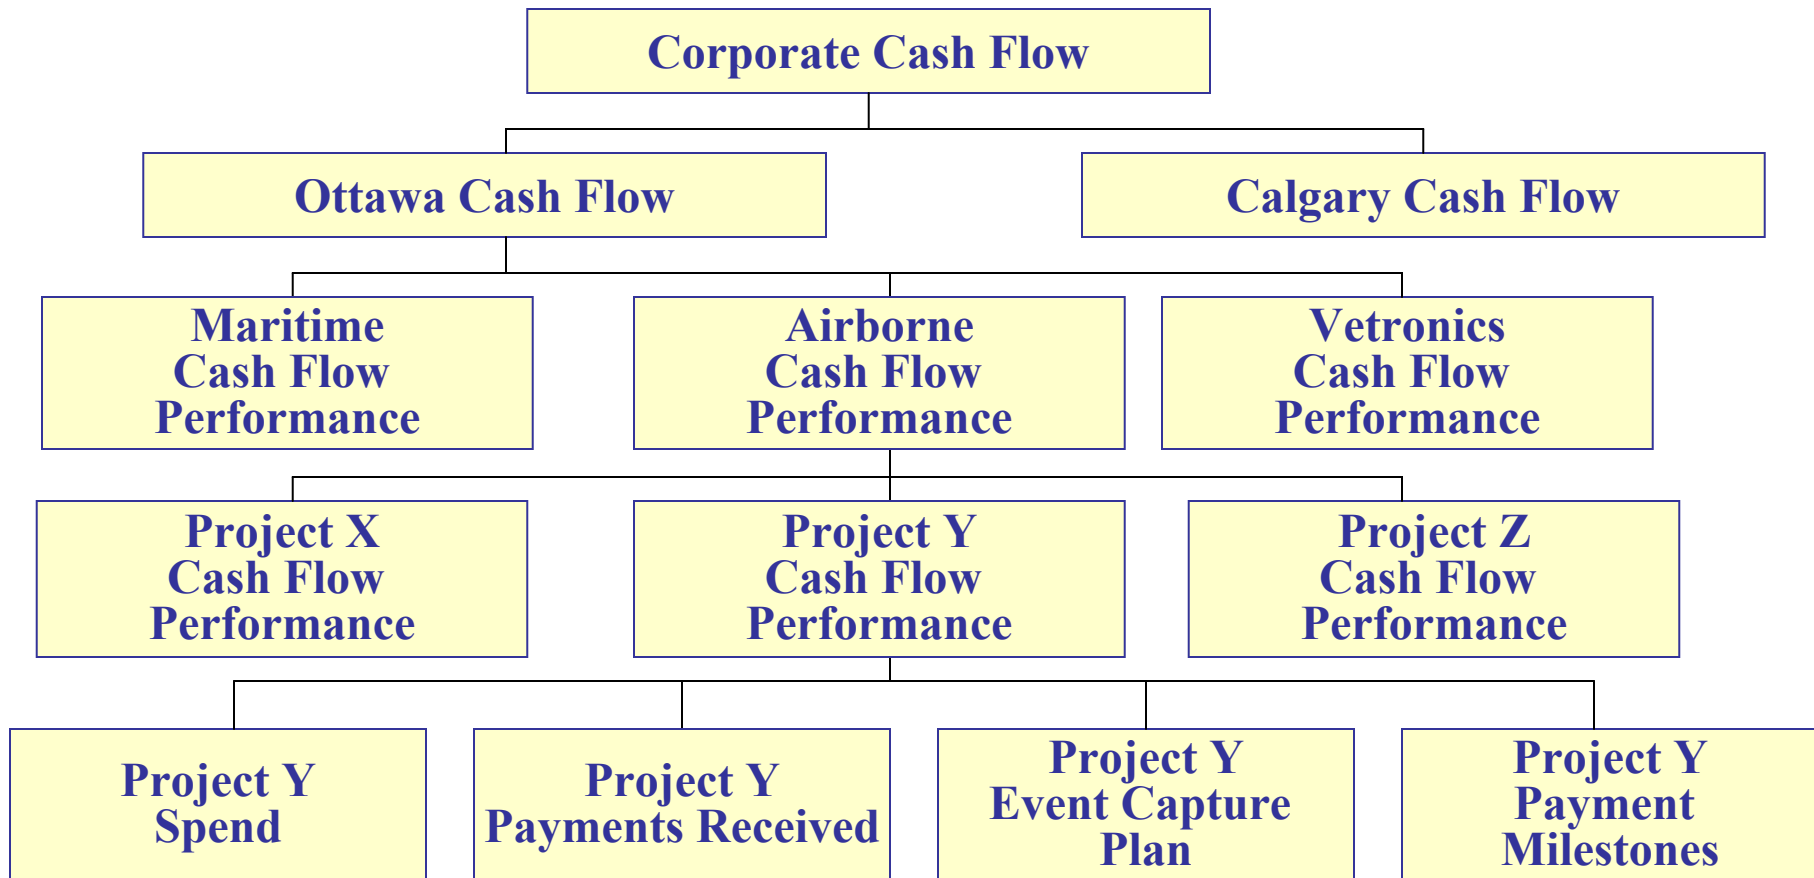 Corporate Cash Flow
Ottawa Cash Flow
Calgary Cash Flow
Maritime
Cash Flow
Performance
Airborne
Cash Flow
Performance
Vetronics
Cash Flow
Performance
Project X
Cash Flow
Performance
Project Y
Cash Flow
Performance
Project Z
Cash Flow
Performance
Project Y
Spend
Project Y
Payments Received
Project Y
Event Capture
Plan
Project Y
Payment
Milestones